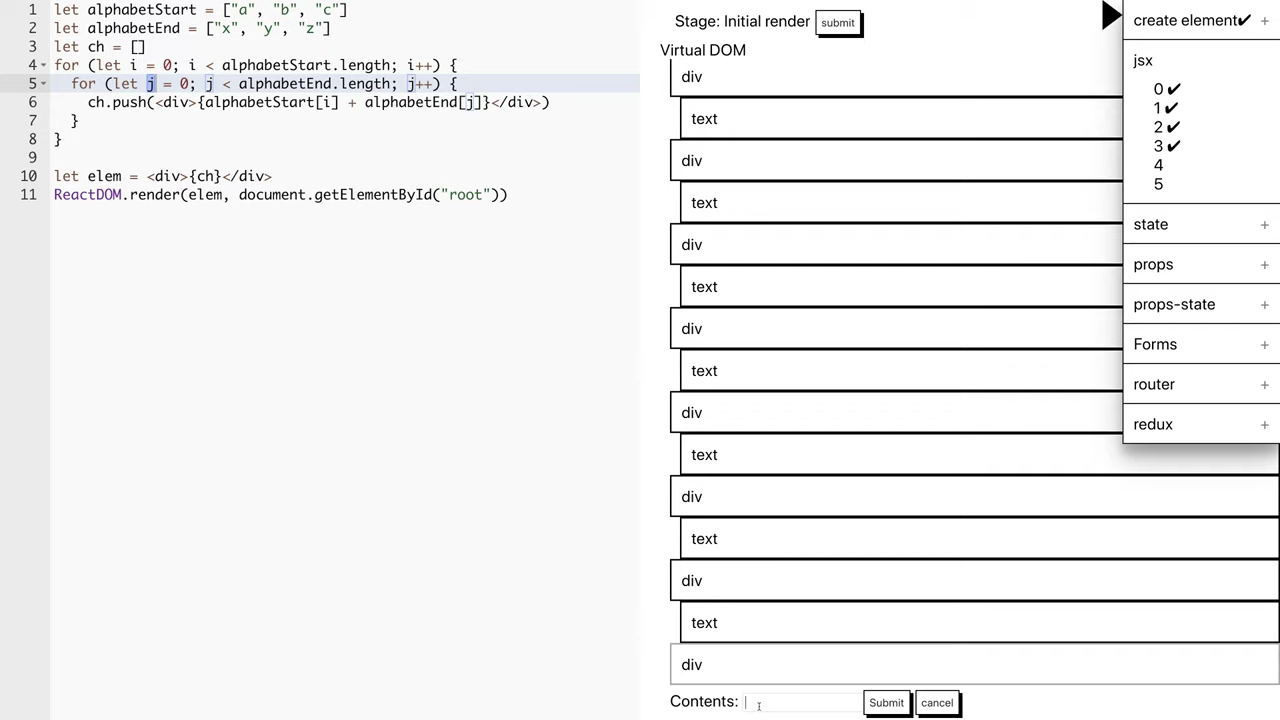 1 let alphabetStart = ["a", "b", "c"]
2 let alphabetEnd = ["x", "y", "z"]
3 let ch = []
4 for (let i = 0; i < alphabetStart.length; i++) {
5 for (let j = 0; j < alphabetEnd.length; j++) {
6 ch.push(<div>{alphabetStart[i] + alphabetEnd[j]}</div>)
7 }
8 }
9
10 let elem = <div>{ch}</div>
11 ReactDOM.render(elem, document.getElementById("root"))
Stage: Initial render submit
Virtual DOM
div
text
div
text
div
text
div
text
div
text
div
text
div
text
div
Contents: Submit cancel
create element✔ +
jsx
0 ✔
1 ✔
2 ✔
3 ✔
4
5
state +
props +
props-state +
Forms +
router +
redux +